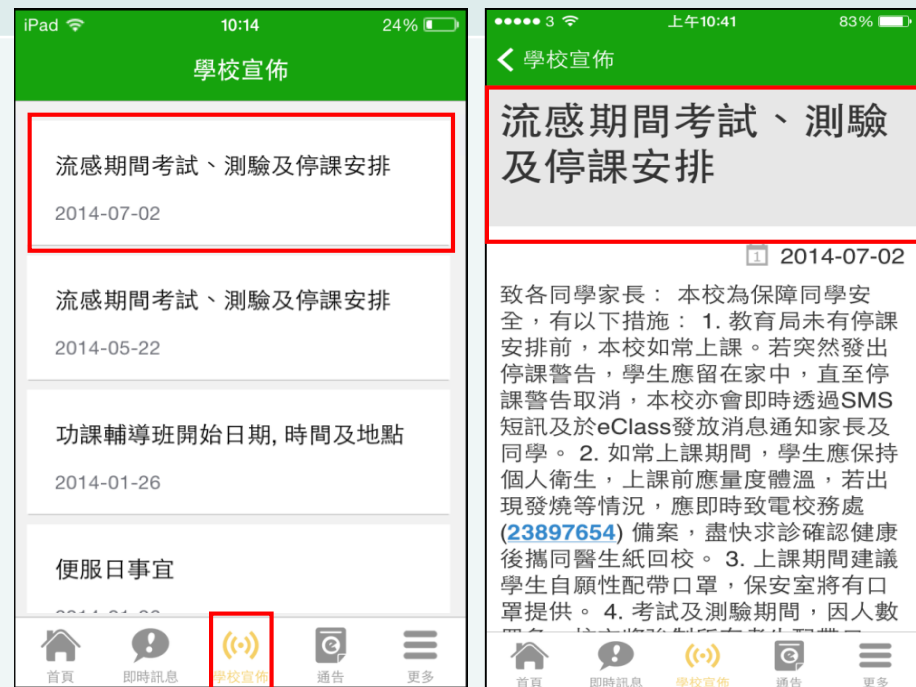 iPad 10:14 24%
學校宣佈
流感期間考試、測驗及停課安排
2014-07-02
流感期間考試、測驗及停課安排
2014-05-22
功課輔導班開始日期, 時間及地點
2014-01-26
便服日事宜
首頁 即時訊息 學校宣佈 通告 更多
3 上午10:41 83%
學校宣佈
流感期間考試、測驗
及停課安排
1 2014-07-02
致各同學家長： 本校為保障同學安
全，有以下措施： 1. 教育局未有停課
安排前，本校如常上課。若突然發出
停課警告，學生應留在家中，直至停
課警告取消，本校亦會即時透過SMS
短訊及於eClass發放消息通知家長及
同學。 2. 如常上課期間，學生應保持
個人衛生，上課前應量度體溫，若出
現發燒等情況，應即時致電校務處
(23897654) 備案，盡快求診確認健康
後攜同醫生紙回校。 3. 上課期間建議
學生自願性配帶口罩，保安室將有口
罩提供。 4. 考試及測驗期間，因人數
首頁 即時訊息 學校宣佈 通告 更多